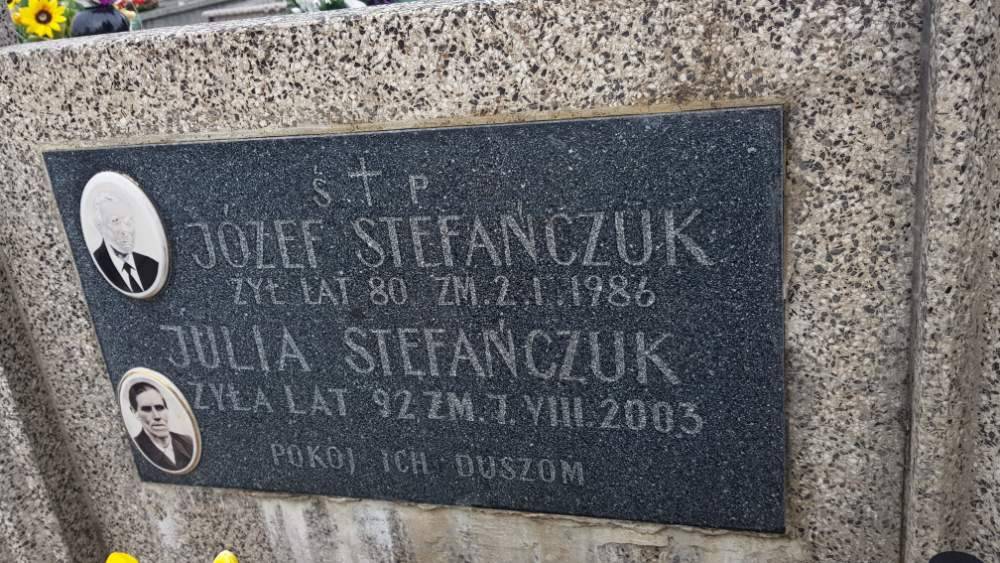 Ś † P
JÓZEF STEFAŃCZUK
ŻYŁ LAT 80 ZM. 2.I.1986
JULIA STEFAŃCZUK
ŻYŁA LAT 92 ZM. 7. VIII.2003
POKÓJ ICH DUSZOM